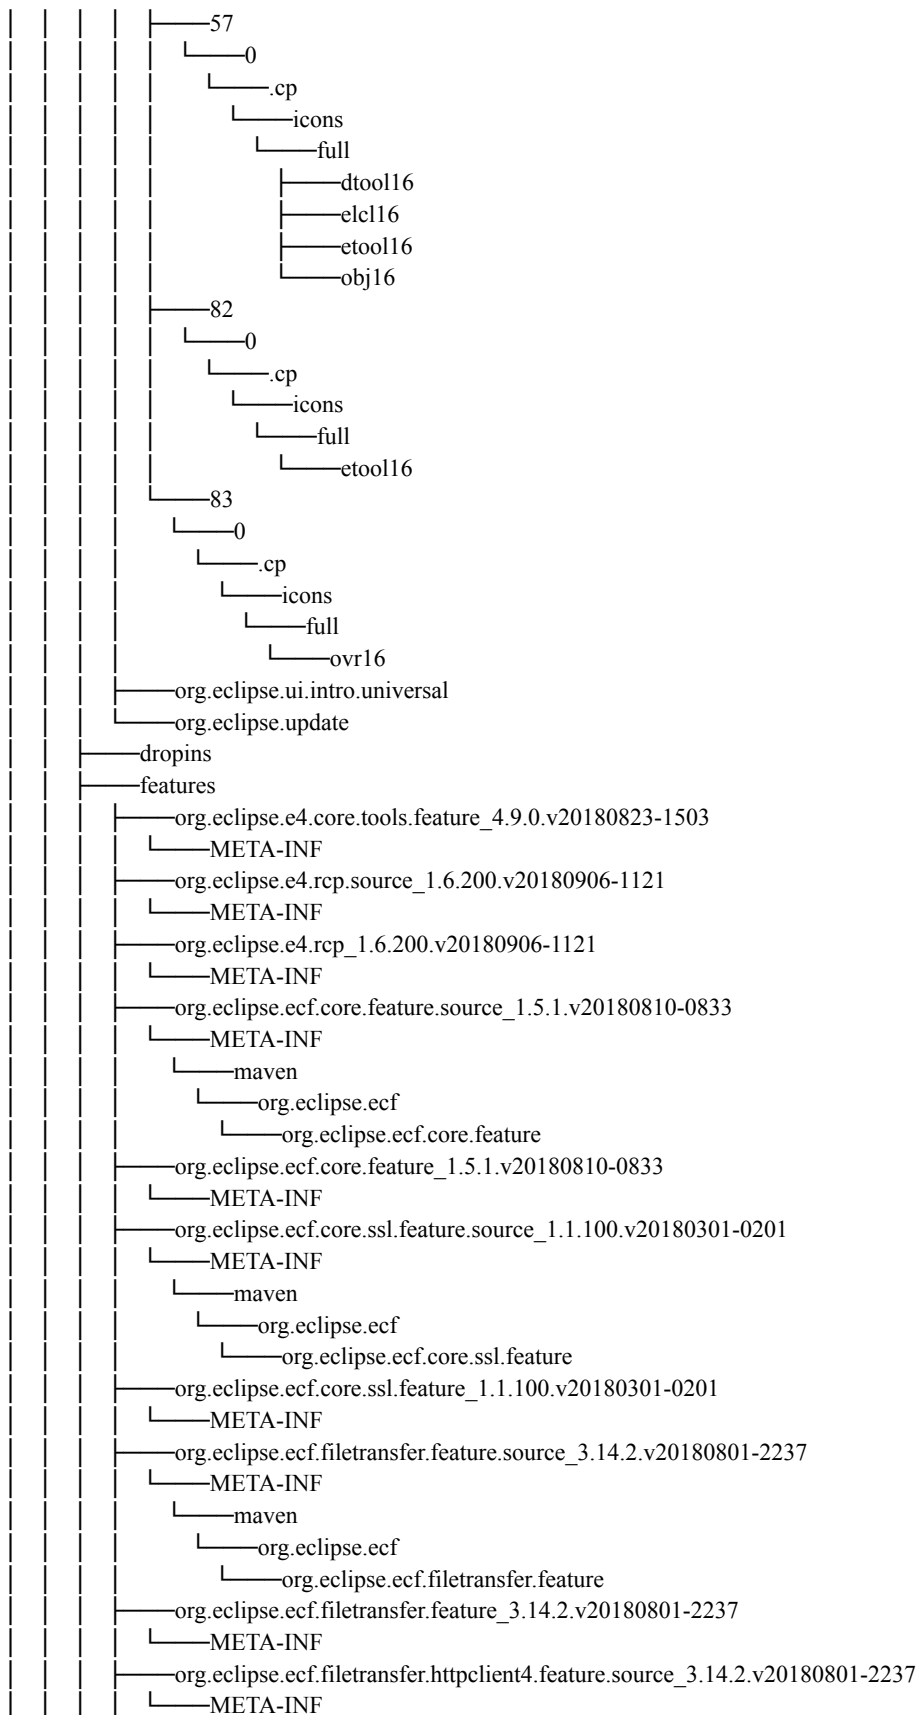 57
0
.cp
icons
full
dtool16
elcl16
etool16
obj16
82
0
.cp
icons
full
etool16
83
0
.cp
icons
full
ovr16
org.eclipse.ui.intro.universal
org.eclipse.update
dropins
features
org.eclipse.e4.core.tools.feature_4.9.0.v20180823-1503
META-INF
org.eclipse.e4.rcp.source_1.6.200.v20180906-1121
META-INF
org.eclipse.e4.rcp_1.6.200.v20180906-1121
META-INF
org.eclipse.ecf.core.feature.source_1.5.1.v20180810-0833
META-INF
maven
org.eclipse.ecf
org.eclipse.ecf.core.feature
org.eclipse.ecf.core.feature_1.5.1.v20180810-0833
META-INF
org.eclipse.ecf.core.ssl.feature.source_1.1.100.v20180301-0201
META-INF
maven
org.eclipse.ecf
org.eclipse.ecf.core.ssl.feature
org.eclipse.ecf.core.ssl.feature_1.1.100.v20180301-0201
META-INF
org.eclipse.ecf.filetransfer.feature.source_3.14.2.v20180801-2237
META-INF
maven
org.eclipse.ecf
org.eclipse.ecf.filetransfer.feature
org.eclipse.ecf.filetransfer.feature_3.14.2.v20180801-2237
META-INF
org.eclipse.ecf.filetransfer.httpclient4.feature.source_3.14.2.v20180801-2237
META-INF